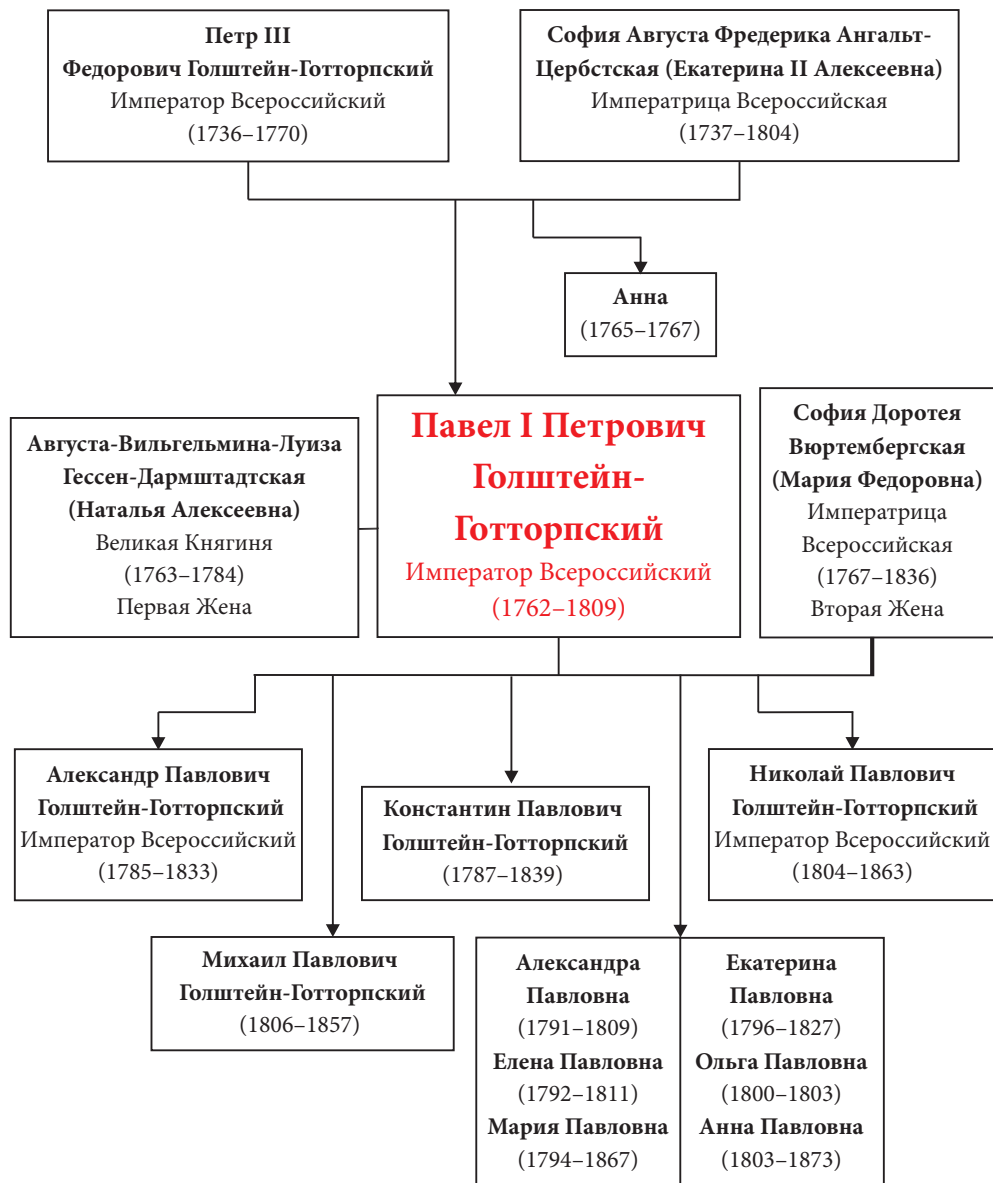 Петр III
Федорович Голштейн-Готторпский
Император Всероссийский
(1736–1770)
София Августа Фредерика Ангальт-
Цербстская (Екатерина II Алексеевна)
Императрица Всероссийская
(1737–1804)
Анна
(1765–1767)
Августа-Вильгельмина-Луиза
Гессен-Дармштадтская
(Наталья Алексеевна)
Великая Княгиня
(1763–1784)
Первая Жена
Павел I Петрович
Голштейн-
Готторпский
Император Всероссийский
(1762–1809)
София Доротея
Вюртембергская
(Мария Федоровна)
Императрица
Всероссийская
(1767–1836)
Вторая Жена
Александр Павлович
Голштейн-Готторпский
Император Всероссийский
(1785–1833)
Константин Павлович
Голштейн-Готторпский
(1787–1839)
Николай Павлович
Голштейн-Готторпский
Император Всероссийский
(1804–1863)
Михаил Павлович
Голштейн-Готторпский
(1806–1857)
Александра
Павловна
(1791–1809)
Елена Павловна
(1792–1811)
Мария Павловна
(1794–1867)
Екатерина
Павловна
(1796–1827)
Ольга Павловна
(1800–1803)
Анна Павловна
(1803–1873)